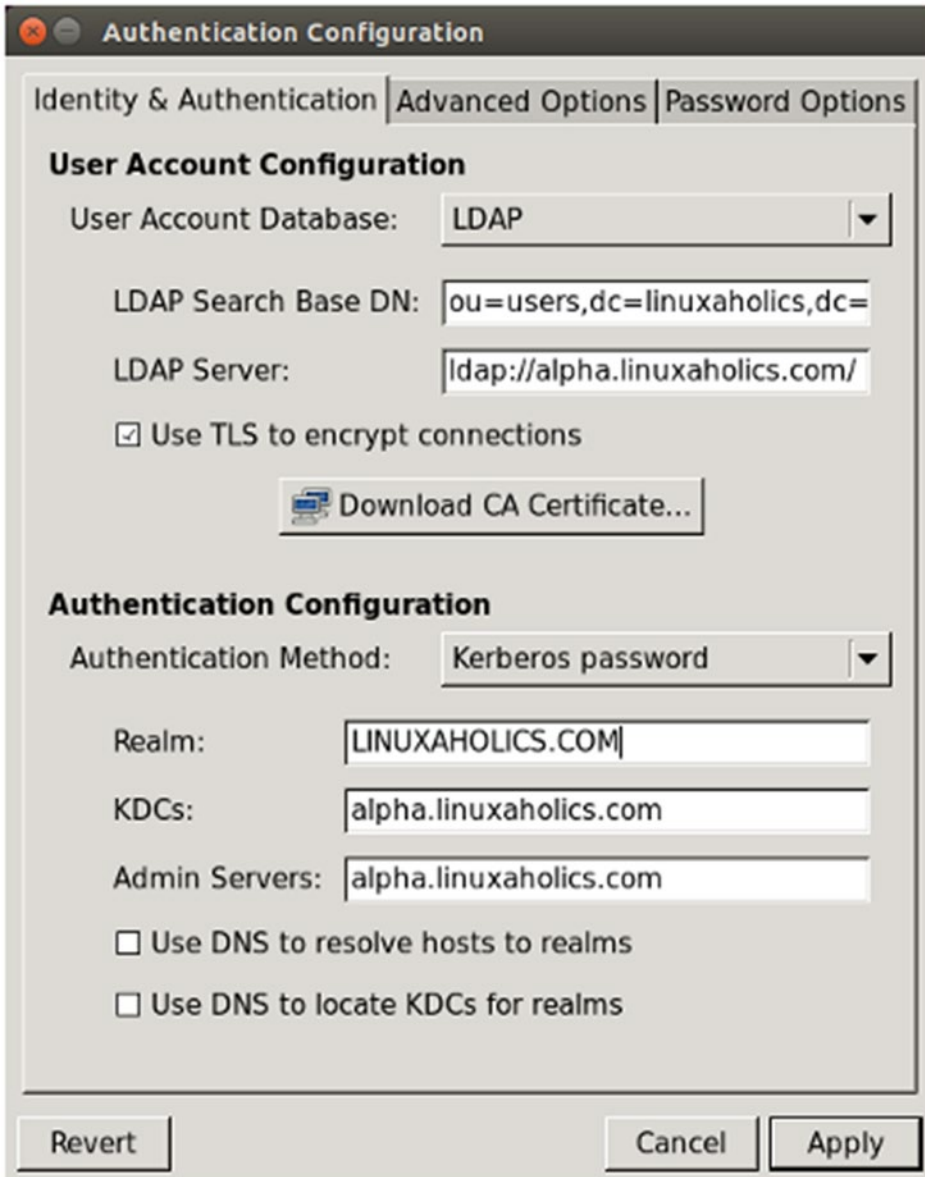 Authentication Configuration
Identity & Authentication
Advanced Options
Password Options
User Account Configuration
User Account Database: LDAP
LDAP Search Base DN: ou=users,dc=linuxaholics,dc=
LDAP Server: ldap://alpha.linuxaholics.com/
Use TLS to encrypt connections
Download CA Certificate...
Authentication Configuration
Authentication Method: Kerberos password
Realm: LINUXAHOLICS.COM
KDCs: alpha.linuxaholics.com
Admin Servers: alpha.linuxaholics.com
Use DNS to resolve hosts to realms
Use DNS to locate KDCs for realms
Revert
Cancel
Apply